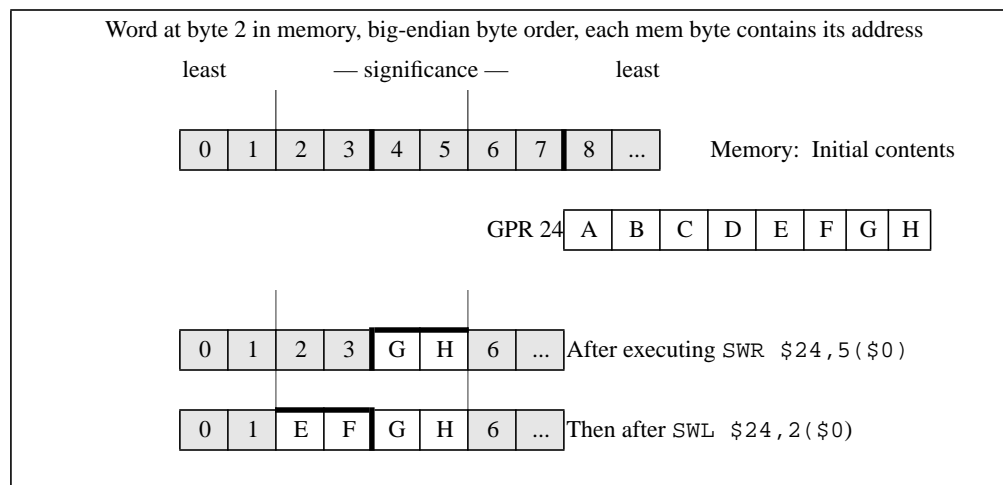 Word at byte 2 in memory, big-endian byte order, each mem byte contains its address
least — significance — least
0 1 2 3 4 5 6 7 8 ... Memory: Initial contents
GPR 24 A B C D E F G H
0 1 2 3 G H 6 ... After executing SWR $24,5($0)
0 1 E F G H 6 ... Then after SWL $24,2($0)